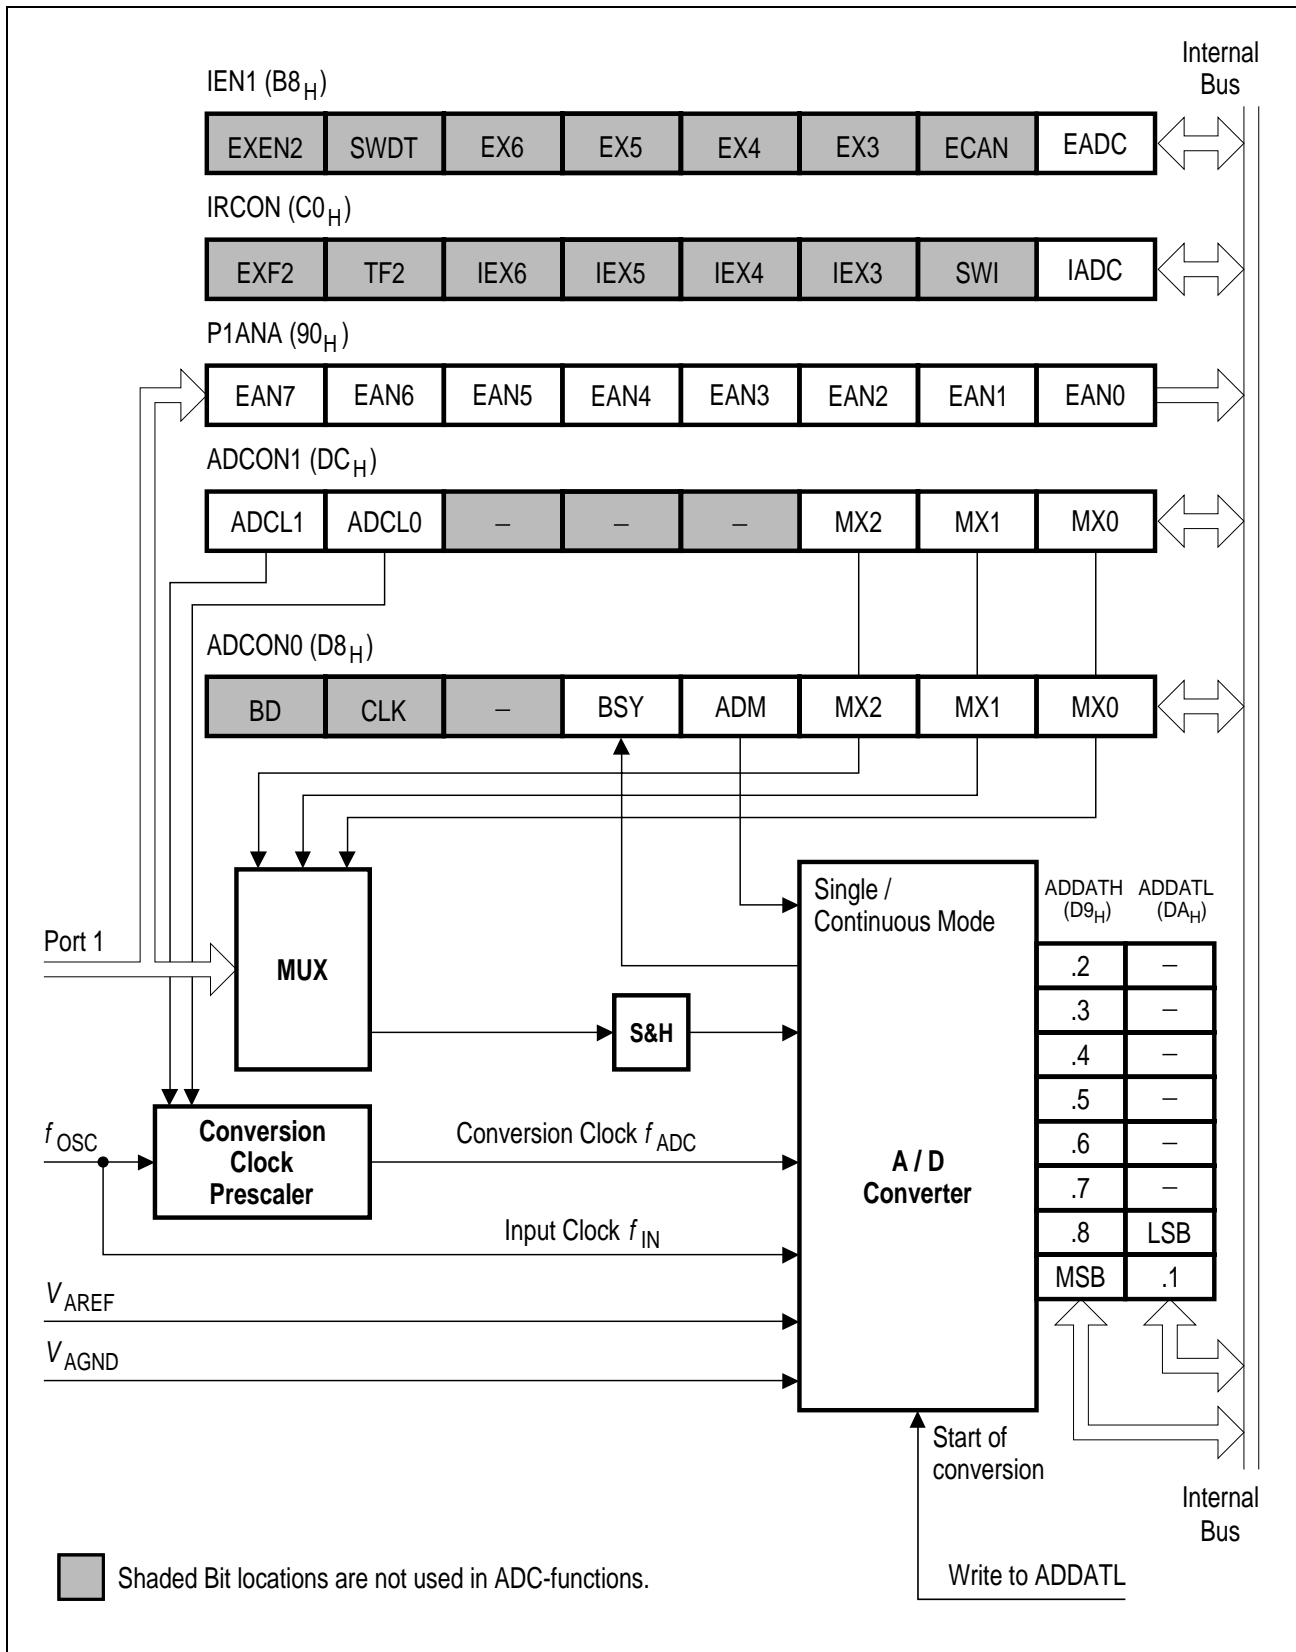 Internal
Bus
IEN1 (B8H)
EXEN2 SWDT EX6 EX5 EX4 EX3 ECAN EADC
IRCON (C0H)
EXF2 TF2 IEX6 IEX5 IEX4 IEX3 SWI IADC
P1ANA (90H)
EAN7 EAN6 EAN5 EAN4 EAN3 EAN2 EAN1 EAN0
ADCON1 (DCH)
ADCL1 ADCL0 – – – MX2 MX1 MX0
ADCON0 (D8H)
BD CLK – BSY ADM MX2 MX1 MX0
Single /
Continuous Mode
ADDATH ADDATL
(D9H) (DAH)
Port 1
MUX
S&H
.2 –
.3 –
.4 –
.5 –
.6 –
.7 –
.8 LSB
MSB .1
fOSC
Conversion
Clock
Prescaler
Conversion Clock fADC
A / D
Converter
Input Clock fIN
VAREF
VAGND
Start of
conversion
Internal
Bus
Write to ADDATL
Shaded Bit locations are not used in ADC-functions.